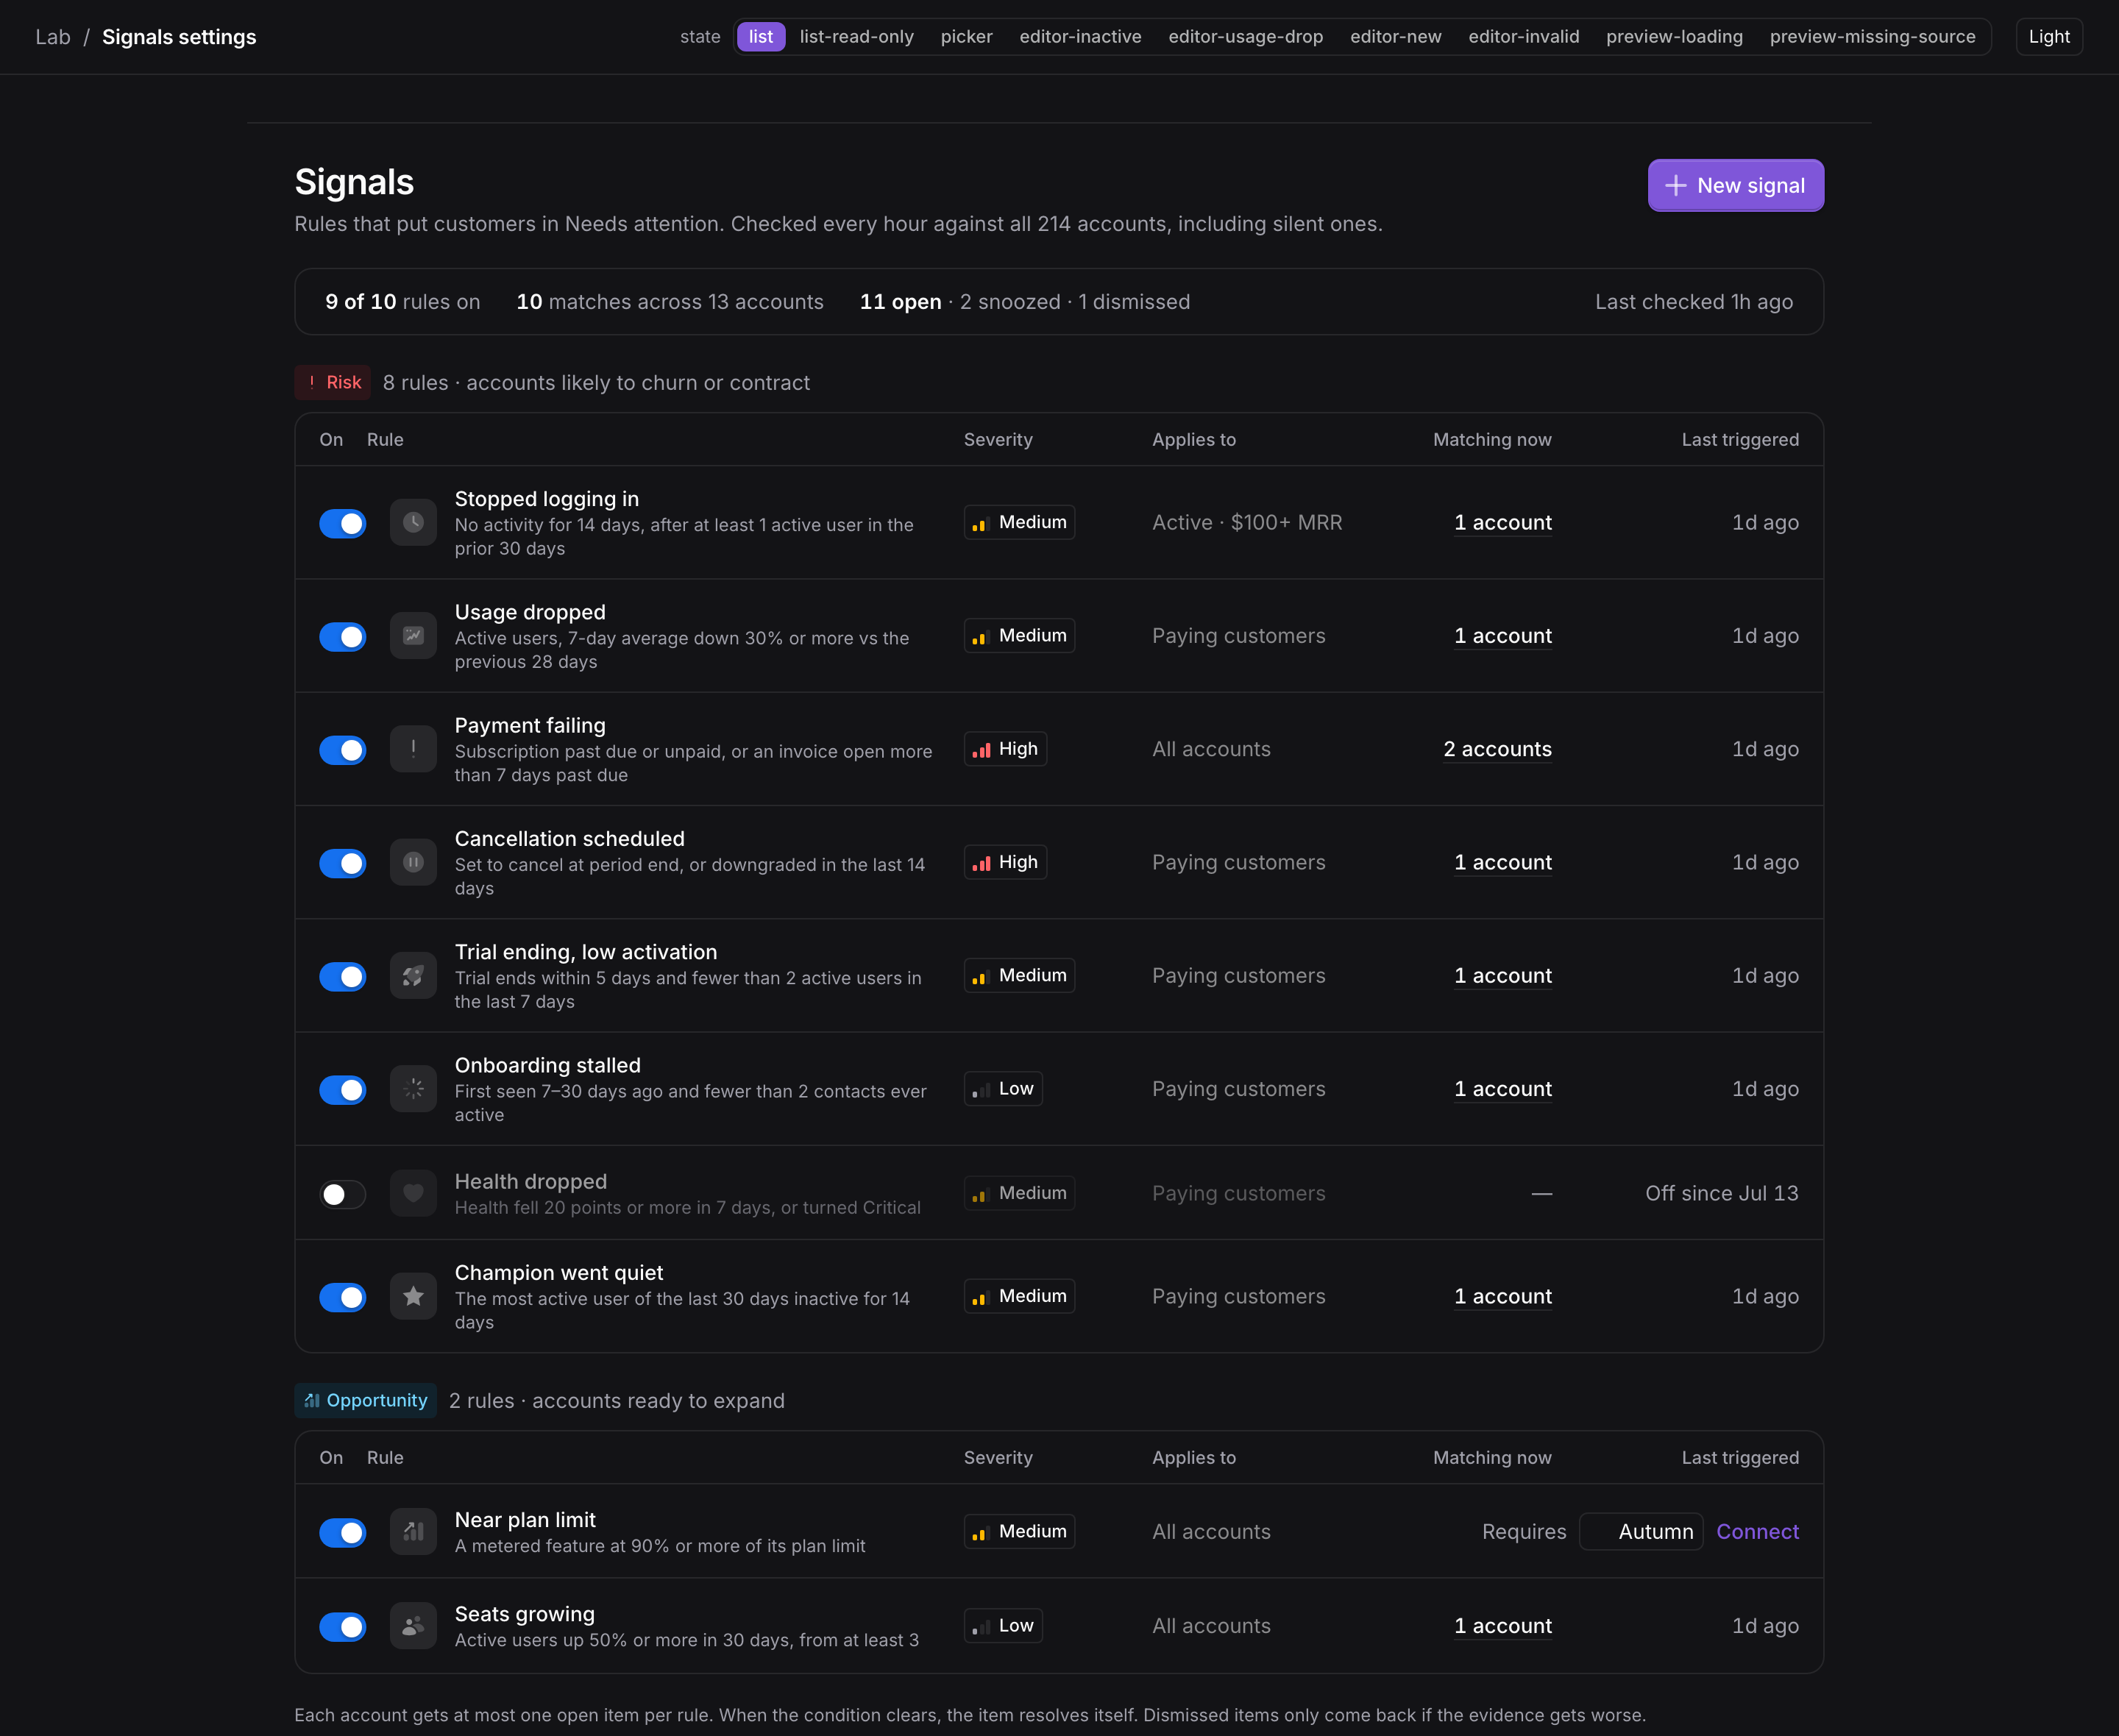 Lab / Signals settings
state list list-read-only picker editor-inactive editor-usage-drop editor-new editor-invalid preview-loading preview-missing-source Light
Signals
New signal
Rules that put customers in Needs attention. Checked every hour against all 214 accounts, including silent ones.
9 of 10 rules on 10 matches across 13 accounts 11 open · 2 snoozed · 1 dismissed Last checked 1h ago
! Risk 8 rules · accounts likely to churn or contract
On Rule Severity Applies to Matching now Last triggered
Stopped logging in
No activity for 14 days, after at least 1 active user in the
prior 30 days
Medium Active · $100+ MRR 1 account 1d ago
Usage dropped
Active users, 7-day average down 30% or more vs the
previous 28 days
Medium Paying customers 1 account 1d ago
Payment failing
Subscription past due or unpaid, or an invoice open more
than 7 days past due
High All accounts 2 accounts 1d ago
Cancellation scheduled
Set to cancel at period end, or downgraded in the last 14
days
High Paying customers 1 account 1d ago
Trial ending, low activation
Trial ends within 5 days and fewer than 2 active users in
the last 7 days
Medium Paying customers 1 account 1d ago
Onboarding stalled
First seen 7–30 days ago and fewer than 2 contacts ever
active
Low Paying customers 1 account 1d ago
Health dropped
Health fell 20 points or more in 7 days, or turned Critical
Medium Paying customers — Off since Jul 13
Champion went quiet
The most active user of the last 30 days inactive for 14
days
Medium Paying customers 1 account 1d ago
Opportunity 2 rules · accounts ready to expand
On Rule Severity Applies to Matching now Last triggered
Near plan limit
A metered feature at 90% or more of its plan limit
Medium All accounts Requires Autumn Connect
Seats growing
Active users up 50% or more in 30 days, from at least 3
Low All accounts 1 account 1d ago
Each account gets at most one open item per rule. When the condition clears, the item resolves itself. Dismissed items only come back if the evidence gets worse.